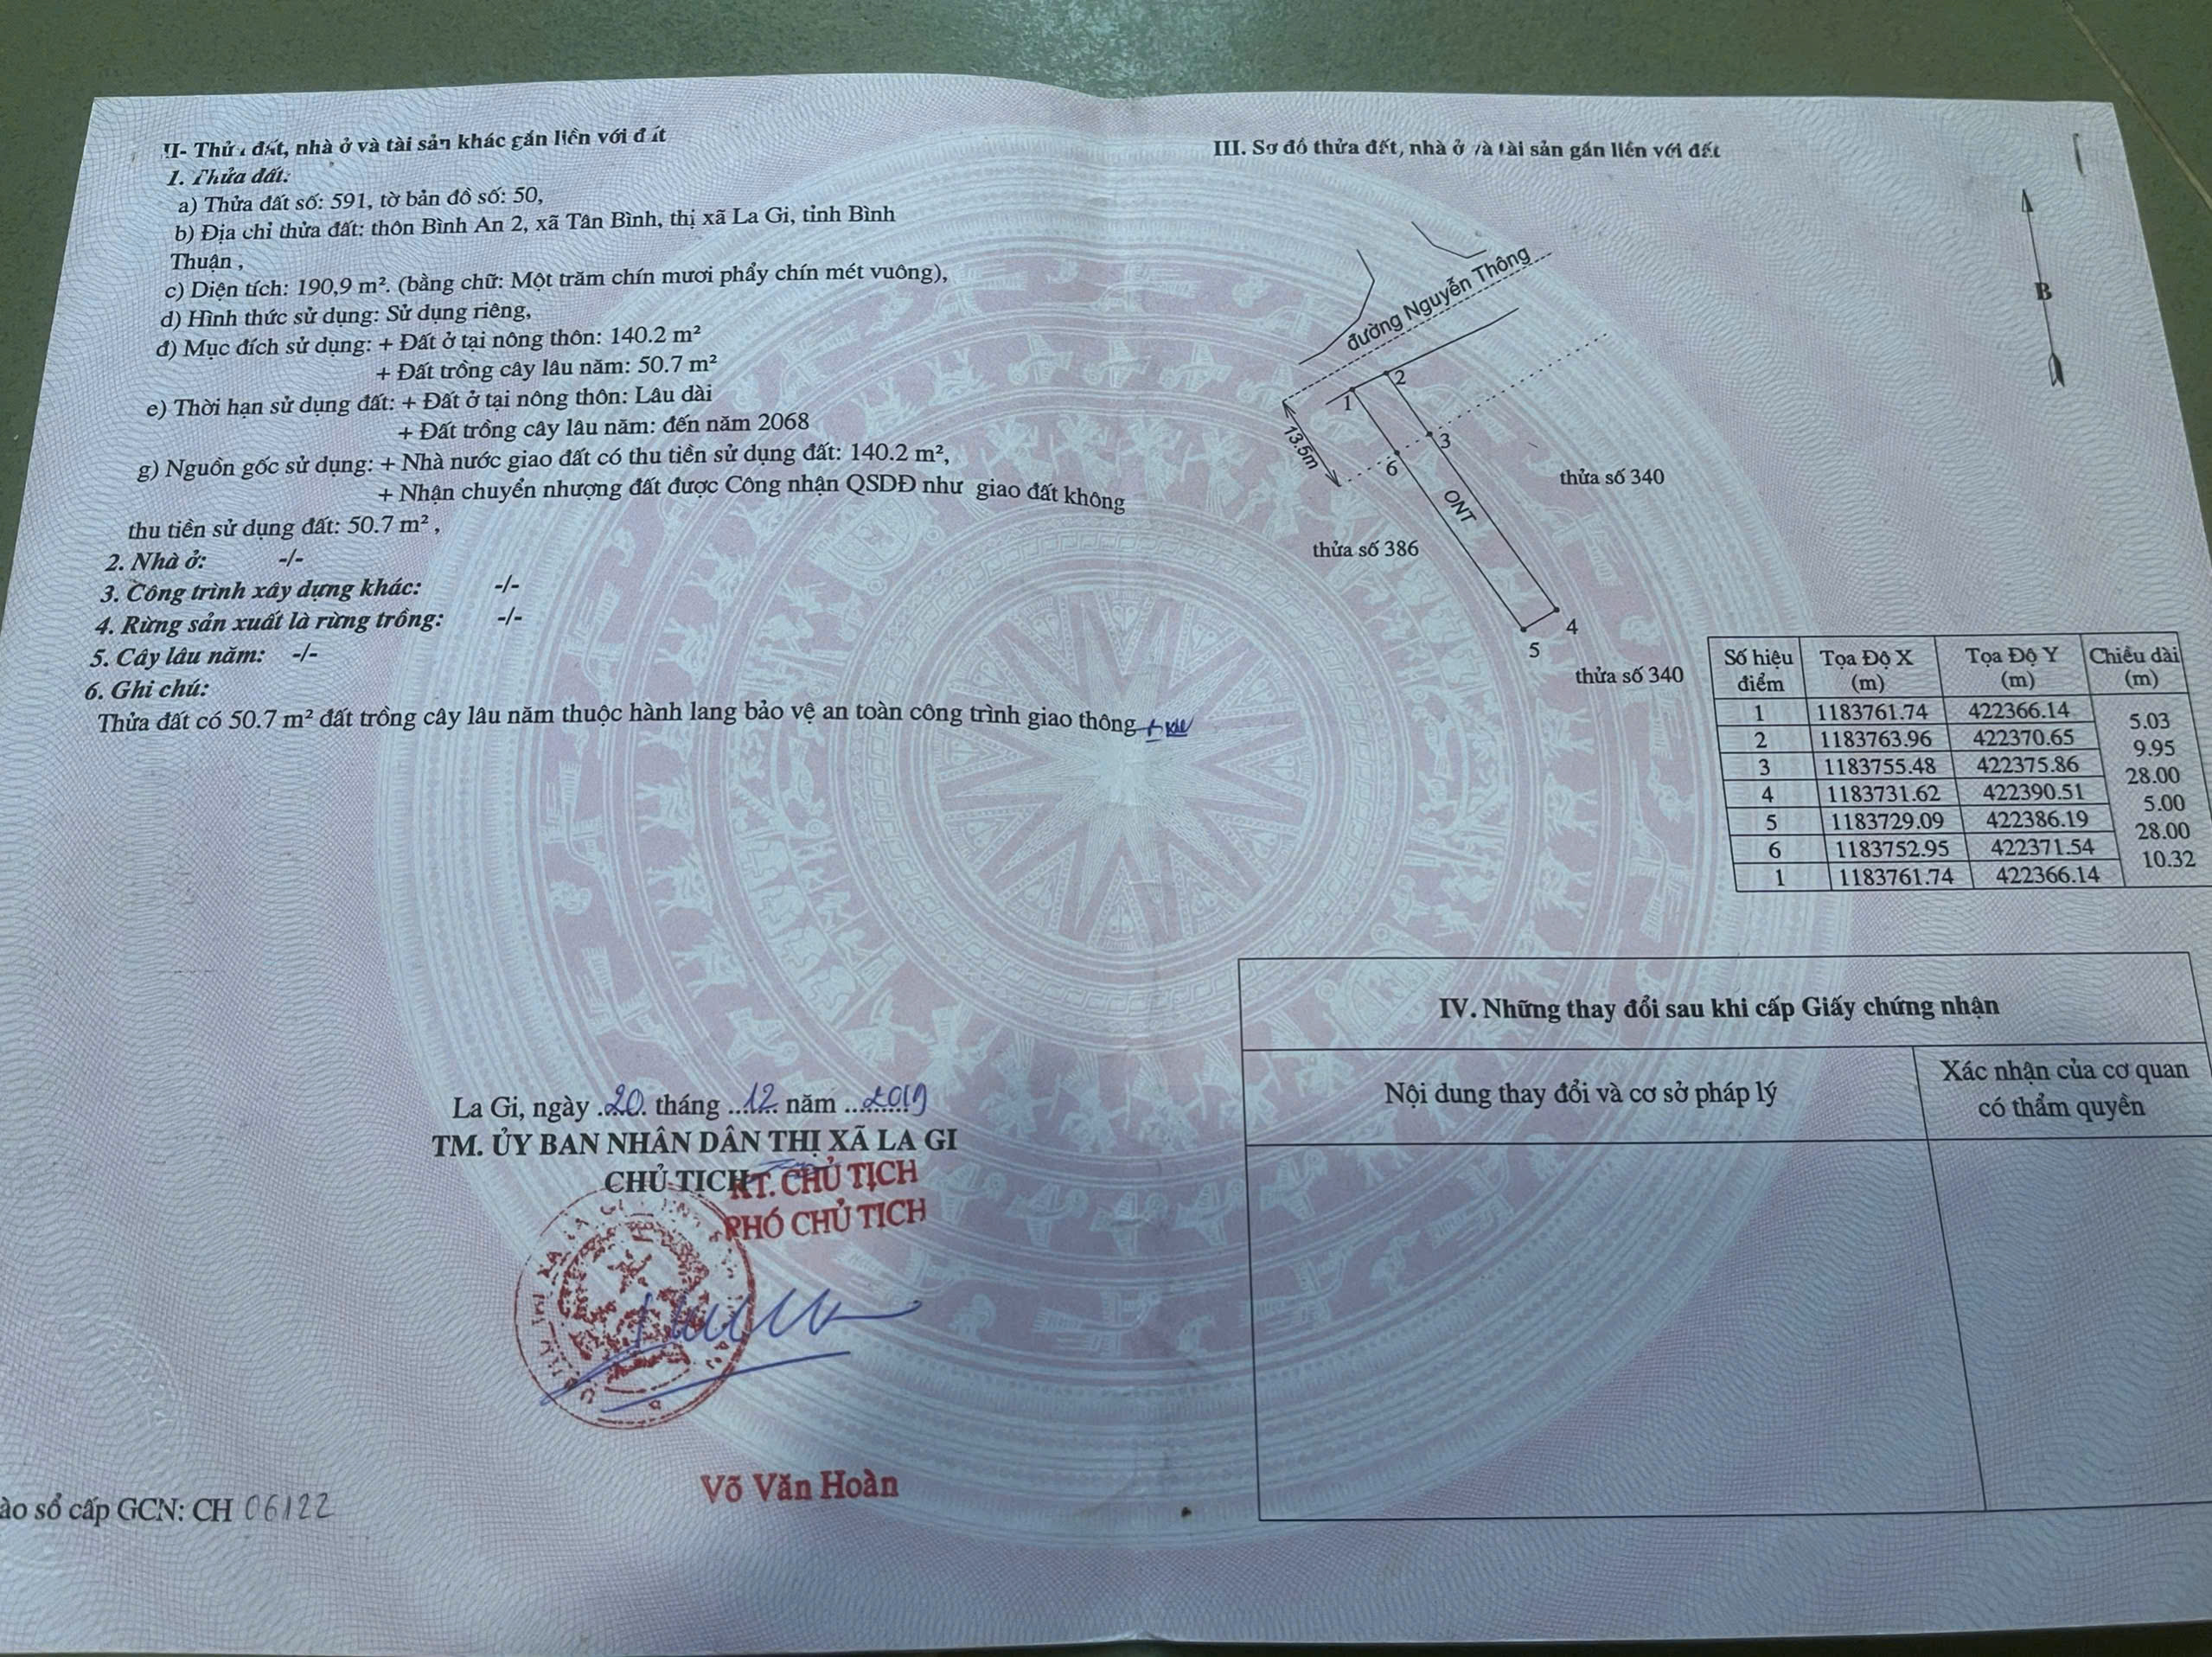 II- Thửa đất, nhà ở và tài sản khác gắn liền với đất
1. Thửa đất:
a) Thửa đất số: 591, tờ bản đồ số: 50,
b) Địa chỉ thửa đất: thôn Bình An 2, xã Tân Bình, thị xã La Gi, tỉnh Bình
Thuận ,
c) Diện tích: 190,9 m². (bằng chữ: Một trăm chín mươi phẩy chín mét vuông),
d) Hình thức sử dụng: Sử dụng riêng,
đ) Mục đích sử dụng: + Đất ở tại nông thôn: 140.2 m²
+ Đất trồng cây lâu năm: 50.7 m²
e) Thời hạn sử dụng đất: + Đất ở tại nông thôn: Lâu dài
+ Đất trồng cây lâu năm: đến năm 2068
g) Nguồn gốc sử dụng: + Nhà nước giao đất có thu tiền sử dụng đất: 140.2 m²,
+ Nhận chuyển nhượng đất được Công nhận QSDĐ như giao đất không
thu tiền sử dụng đất: 50.7 m² ,
2. Nhà ở: -/-
3. Công trình xây dựng khác: -/-
4. Rừng sản xuất là rừng trồng: -/-
5. Cây lâu năm: -/-
6. Ghi chú:
Thửa đất có 50.7 m² đất trồng cây lâu năm thuộc hành lang bảo vệ an toàn công trình giao thông
La Gi, ngày 20 tháng 12 năm 2019
TM. ỦY BAN NHÂN DÂN THỊ XÃ LA GI
CHỦ TỊCH
KT. CHỦ TỊCH
PHÓ CHỦ TỊCH
Võ Văn Hoàn
ào sổ cấp GCN: CH 06122
III. Sơ đồ thửa đất, nhà ở và tài sản gắn liền với đất
B
đường Nguyễn Thông
1
2
13.5m
3
6
ONT
thửa số 340
thửa số 386
4
5
thửa số 340
Số hiệu điểm Tọa Độ X (m) Tọa Độ Y (m) Chiều dài (m)
1 1183761.74 422366.14
5.03
2 1183763.96 422370.65
9.95
3 1183755.48 422375.86
28.00
4 1183731.62 422390.51
5.00
5 1183729.09 422386.19
28.00
6 1183752.95 422371.54
10.32
1 1183761.74 422366.14
IV. Những thay đổi sau khi cấp Giấy chứng nhận
Nội dung thay đổi và cơ sở pháp lý
Xác nhận của cơ quan
có thẩm quyền